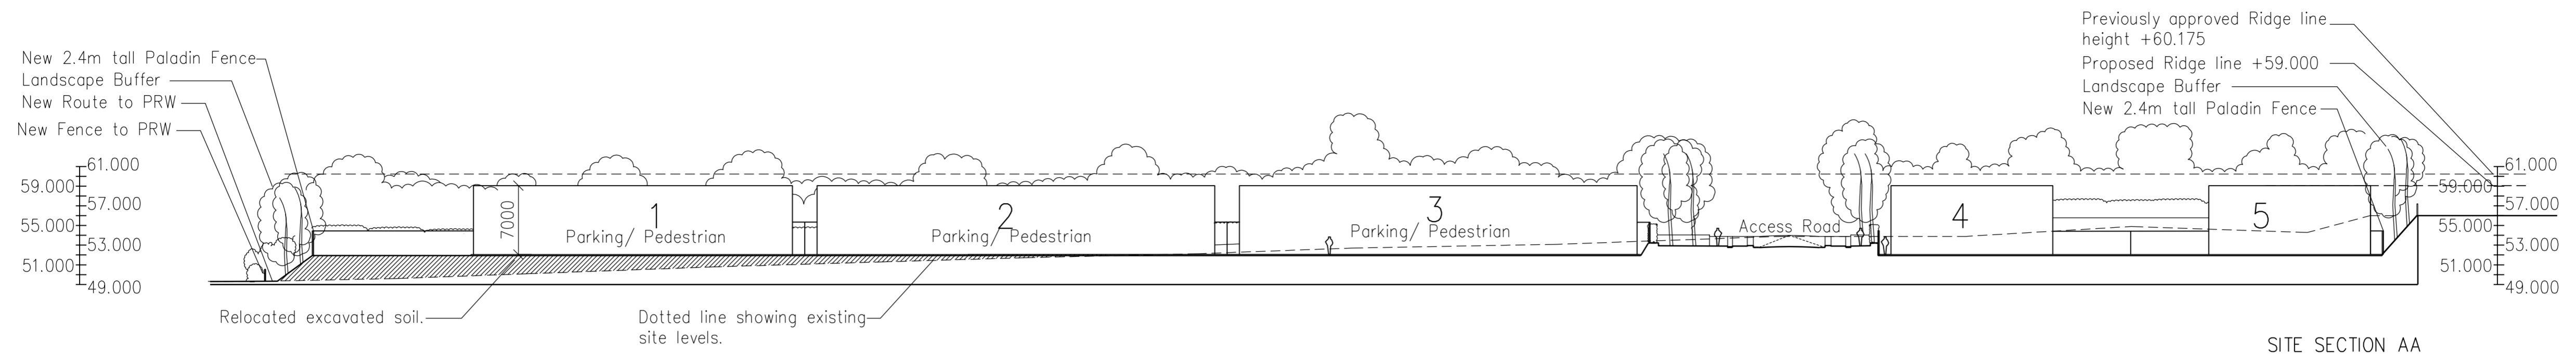 New 2.4m tall Paladin Fence
Landscape Buffer
New Route to PRW
New Fence to PRW
61.000
59.000
57.000
55.000
53.000
51.000
49.000
7000
1
Parking/ Pedestrian
2
Parking/ Pedestrian
3
Parking/ Pedestrian
Access Road
4
5
Relocated excavated soil.
Dotted line showing existing
site levels.
Previously approved Ridge line
height +60.175
Proposed Ridge line +59.000
Landscape Buffer
New 2.4m tall Paladin Fence
61.000
59.000
57.000
55.000
53.000
51.000
49.000
SITE SECTION AA